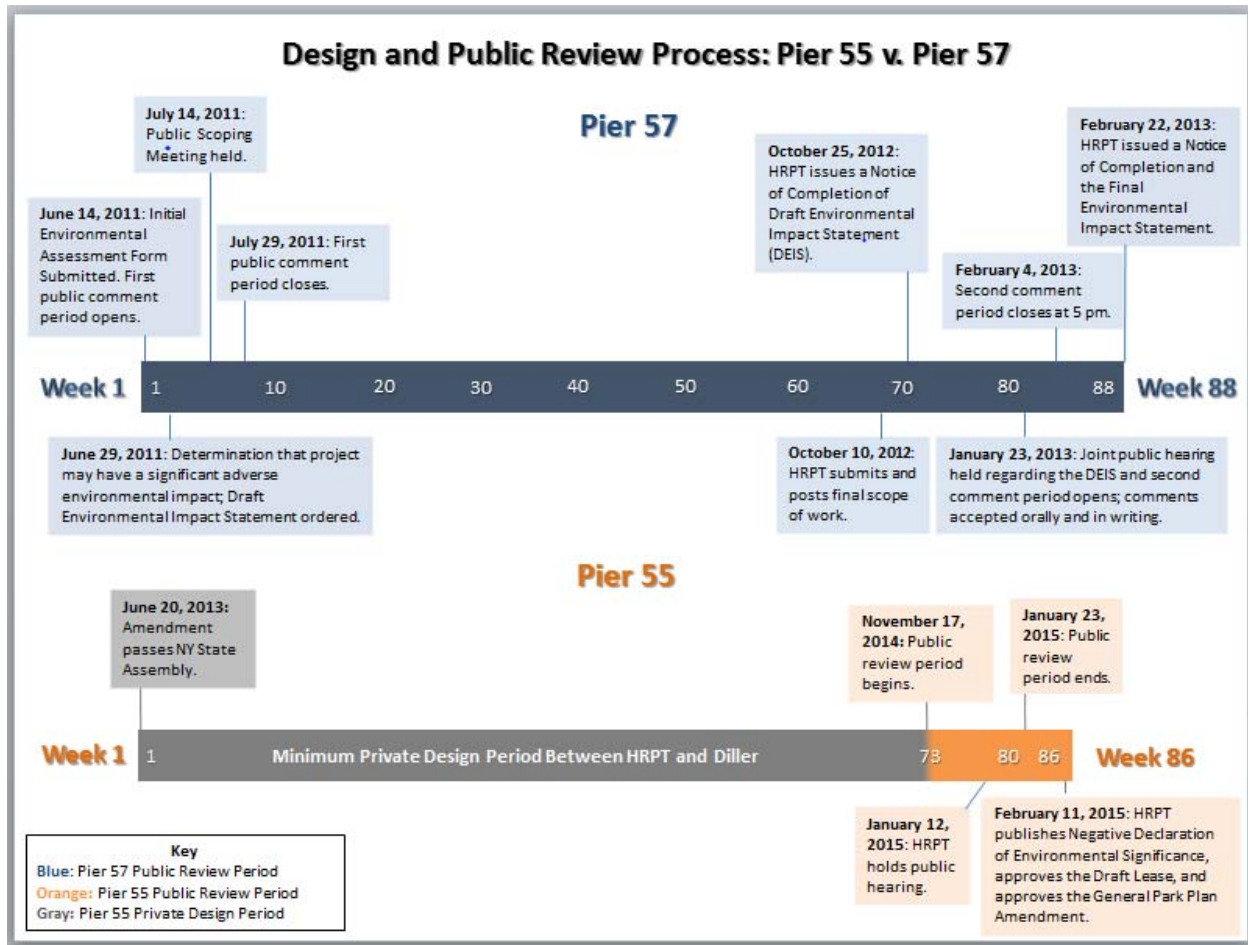 Design and Public Review Process: Pier 55 v. Pier 57
Pier 57
July 14, 2011:
Public Scoping
Meeting held.
June 14, 2011: Initial
Environmental
Assessment Form
Submitted. First
public comment
period opens.
July 29, 2011: First
public comment
period closes.
October 25, 2012:
HRPT issues a Notice
of Completion of
Draft Environmental
Impact Statement
(DEIS).
February 4, 2013:
Second comment
period closes at 5 pm.
February 22, 2013:
HRPT issued a Notice
of Completion and
the Final
Environmental
Impact Statement.
Week 1 1 10 20 30 40 50 60 70 80 88 Week 88
June 29, 2011: Determination that project
may have a significant adverse
environmental impact; Draft
Environmental Impact Statement ordered.
October 10, 2012:
HRPT submits and
posts final scope
of work.
January 23, 2013: Joint public hearing
held regarding the DEIS and second
comment period opens; comments
accepted orally and in writing.
Pier 55
June 20, 2013:
Amendment
passes NY State
Assembly.
November 17,
2014: Public
review period
begins.
January 23,
2015: Public
review
period ends.
Week 1 1 Minimum Private Design Period Between HRPT and Diller 73 80 86 Week 86
January 12,
2015: HRPT
holds public
hearing.
February 11, 2015: HRPT
publishes Negative Declaration
of Environmental Significance,
approves the Draft Lease, and
approves the General Park Plan
Amendment.
Key
Blue: Pier 57 Public Review Period
Orange: Pier 55 Public Review Period
Gray: Pier 55 Private Design Period